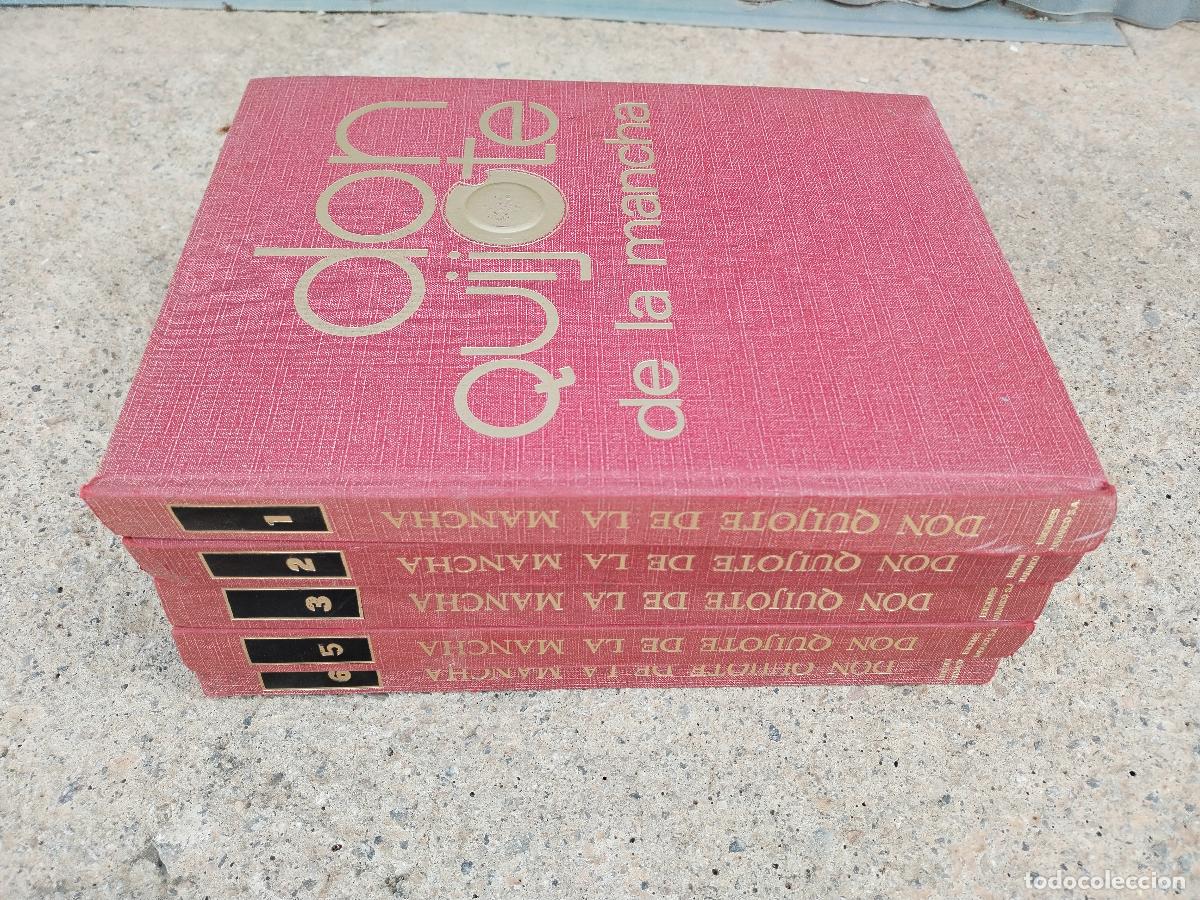 don
Quijote
de la mancha
1
DON QUIJOTE DE LA MANCHA
EDICIONES
2
DON QUIJOTE DE LA MANCHA
3
DON QUIJOTE DE LA MANCHA
5
DON QUIJOTE DE LA MANCHA
6
DON QUIJOTE DE LA MANCHA
todocoleccion